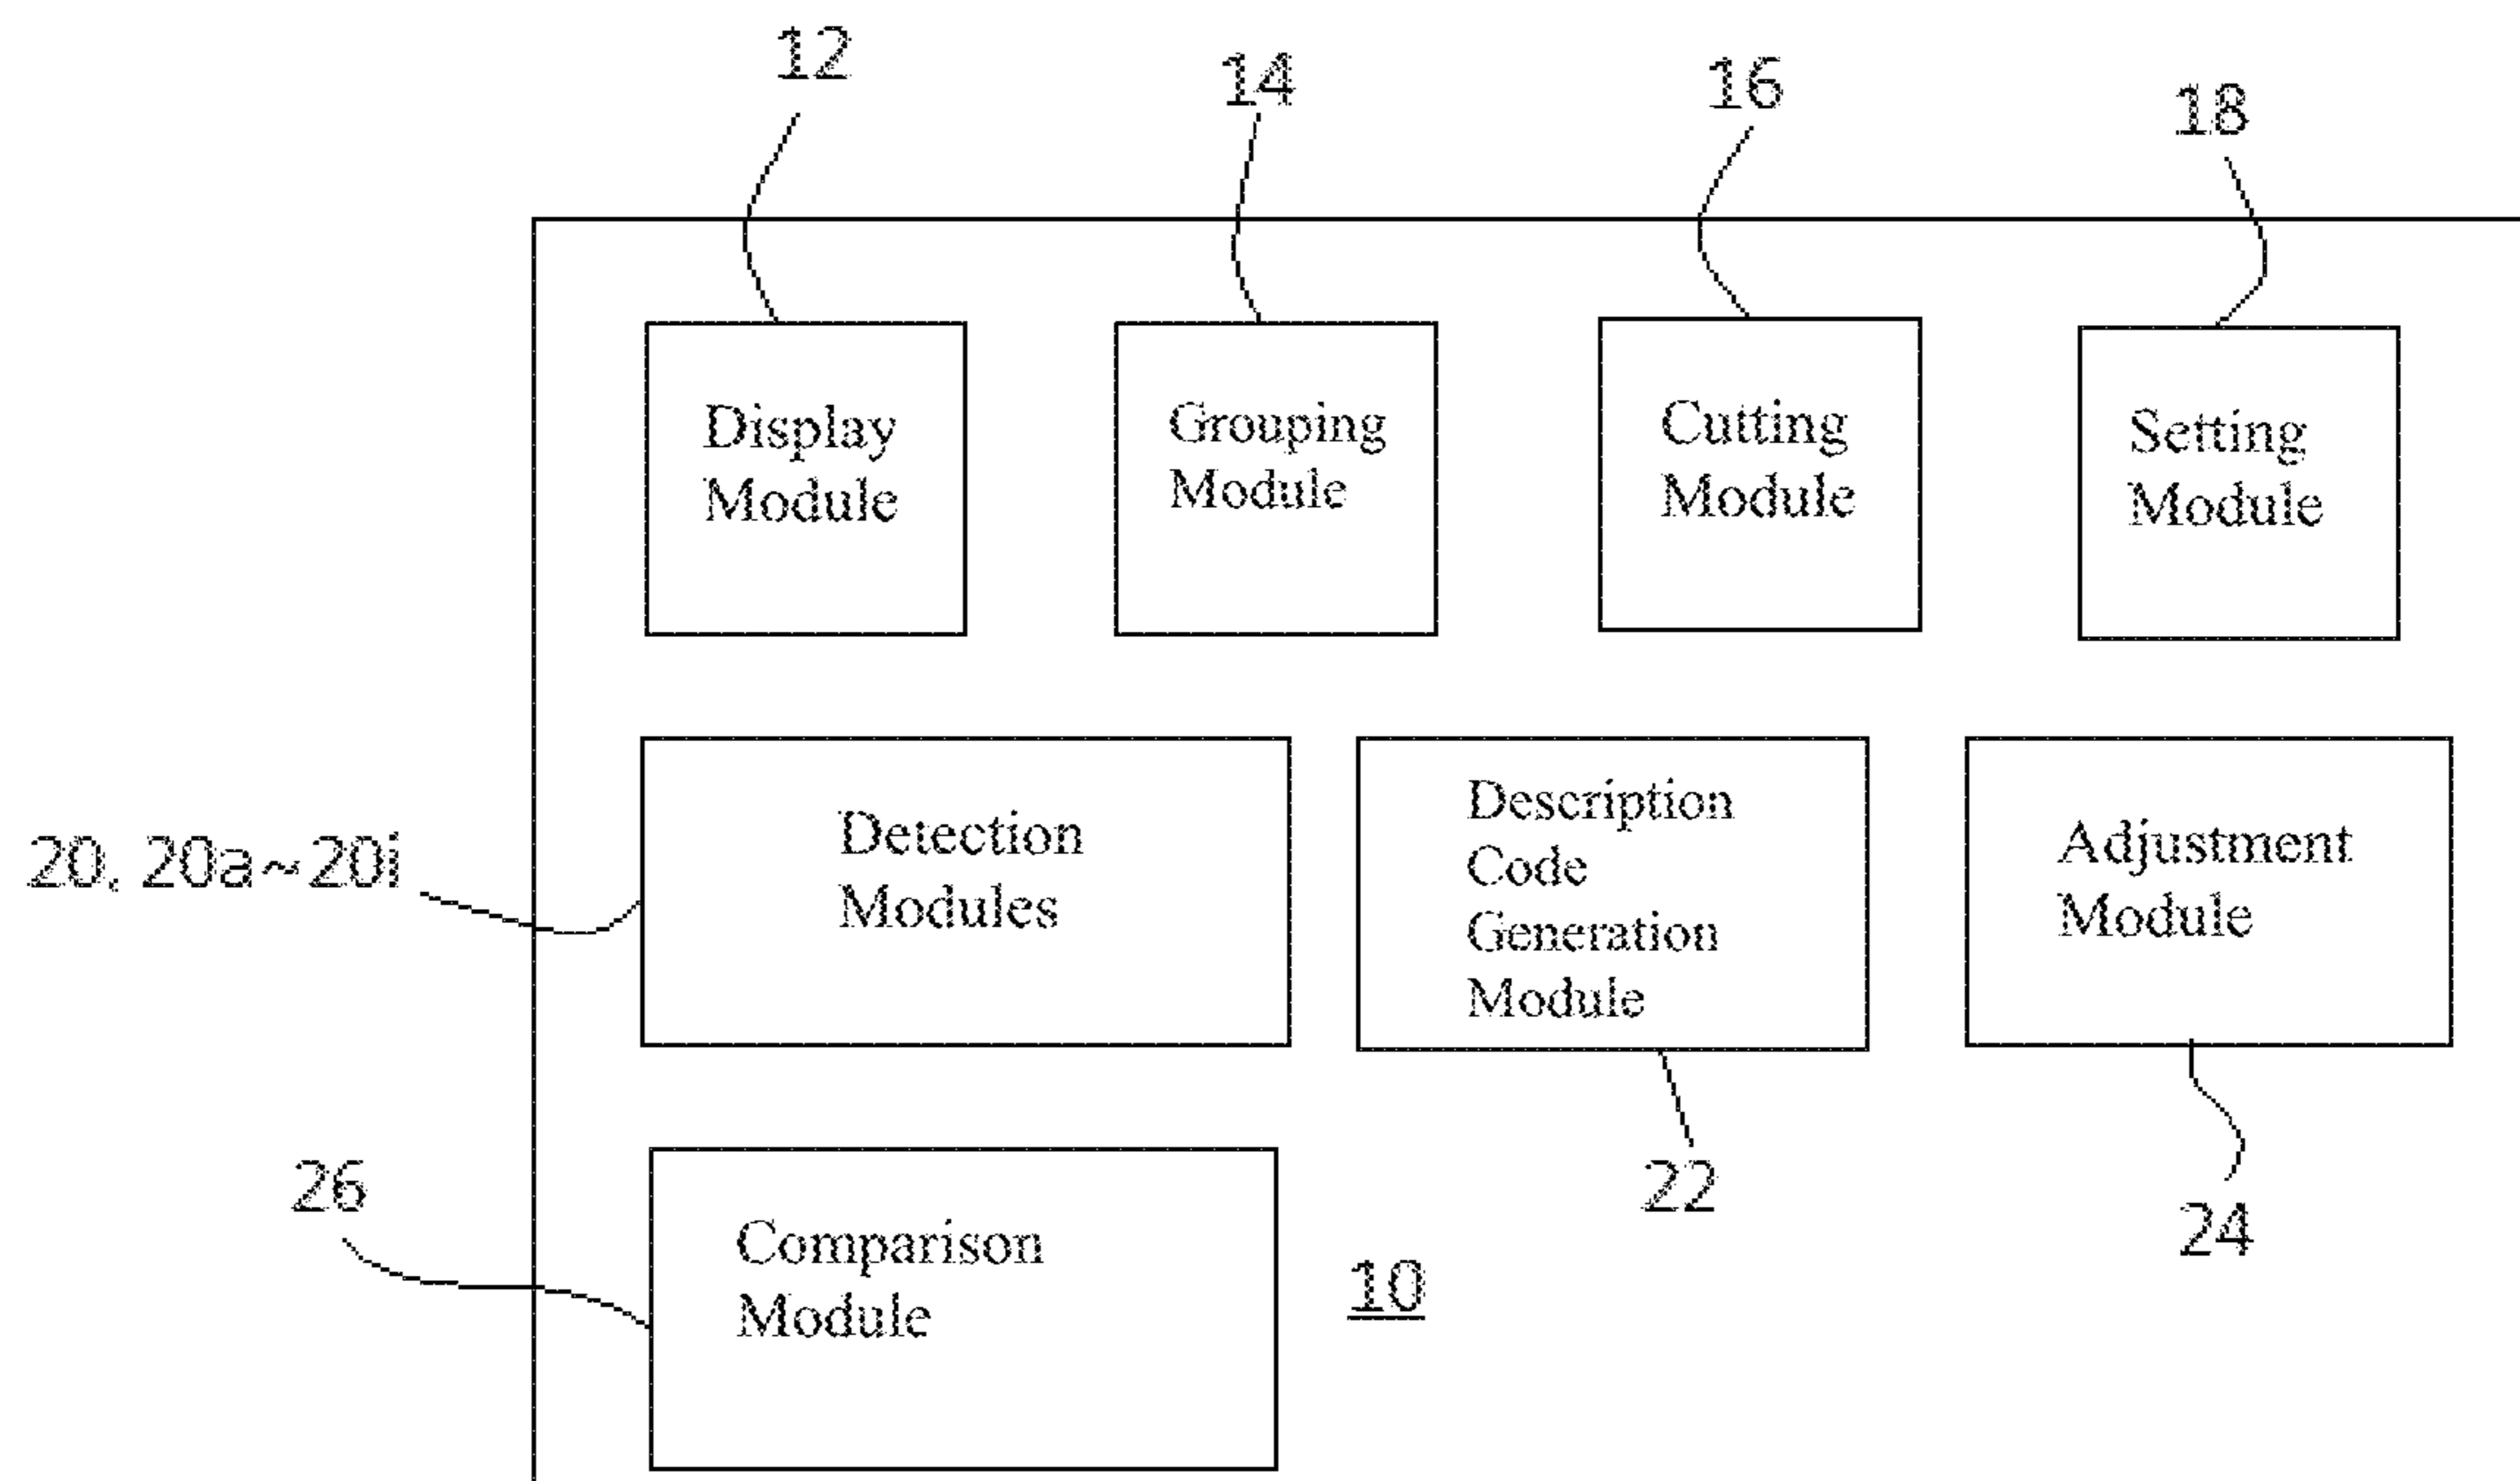 12
14
16
18
Display
Module
Grouping
Module
Cutting
Module
Setting
Module
20, 20a~20i
Detection
Modules
Description
Code
Generation
Module
Adjustment
Module
26
Comparison
Module
22
24
10